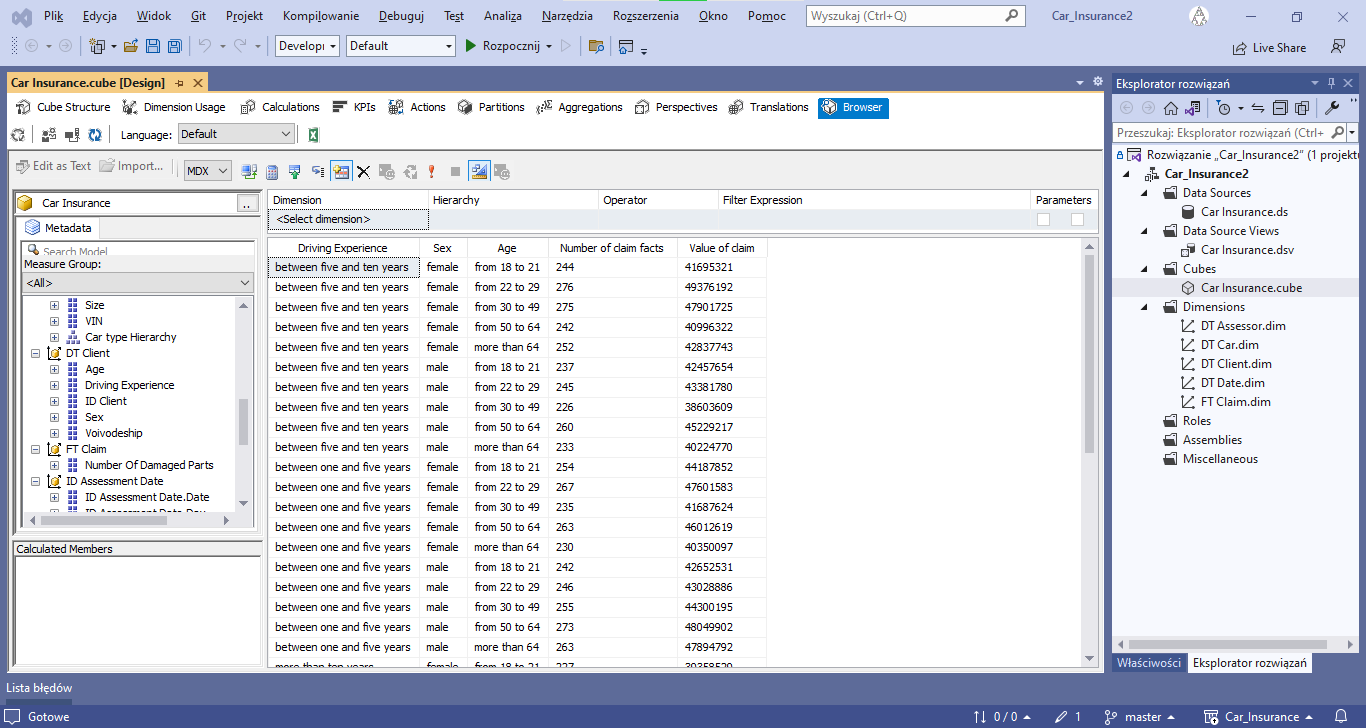 Plik Edycja Widok Git Projekt Kompilowanie Debuguj Test Analiza Narzędzia Rozszerzenia Okno Pomoc Wyszukaj (Ctrl+Q) Car_Insurance2
Developı Default Rozpocznij Live Share
Car Insurance.cube [Design]
Cube Structure Dimension Usage Calculations KPIs Actions Partitions Aggregations Perspectives Translations Browser
Language: Default
Edit as Text Import... MDX
Car Insurance ..
Metadata
Search Model
Measure Group:
<All>
Size
VIN
Car type Hierarchy
DT Client
Age
Driving Experience
ID Client
Sex
Voivodeship
FT Claim
Number Of Damaged Parts
ID Assessment Date
ID Assessment Date.Date
ID Assessment Date.Day
Calculated Members
Dimension Hierarchy Operator Filter Expression Parameters
<Select dimension>
Driving Experience Sex Age Number of claim facts Value of claim
between five and ten years female from 18 to 21 244 41695321
between five and ten years female from 22 to 29 276 49376192
between five and ten years female from 30 to 49 275 47901725
between five and ten years female from 50 to 64 242 40996322
between five and ten years female more than 64 252 42837743
between five and ten years male from 18 to 21 237 42457654
between five and ten years male from 22 to 29 245 43381780
between five and ten years male from 30 to 49 226 38603609
between five and ten years male from 50 to 64 260 45229217
between five and ten years male more than 64 233 40224770
between one and five years female from 18 to 21 254 44187852
between one and five years female from 22 to 29 267 47601583
between one and five years female from 30 to 49 235 41687624
between one and five years female from 50 to 64 263 46012619
between one and five years female more than 64 230 40350097
between one and five years male from 18 to 21 242 42652531
between one and five years male from 22 to 29 246 43028886
between one and five years male from 30 to 49 255 44300195
between one and five years male from 50 to 64 273 48049902
between one and five years male more than 64 263 47894792
more than ten years female from 18 to 21 227 39358529
Eksplorator rozwiązań
Przeszukaj: Eksplorator rozwiązań (Ctrl+
Rozwiązanie „Car_Insurance2” (1 projektu
Car_Insurance2
Data Sources
Car Insurance.ds
Data Source Views
Car Insurance.dsv
Cubes
Car Insurance.cube
Dimensions
DT Assessor.dim
DT Car.dim
DT Client.dim
DT Date.dim
FT Claim.dim
Roles
Assemblies
Miscellaneous
Właściwości Eksplorator rozwiązań
Lista błędów
Gotowe 0 / 0 1 master Car_Insurance